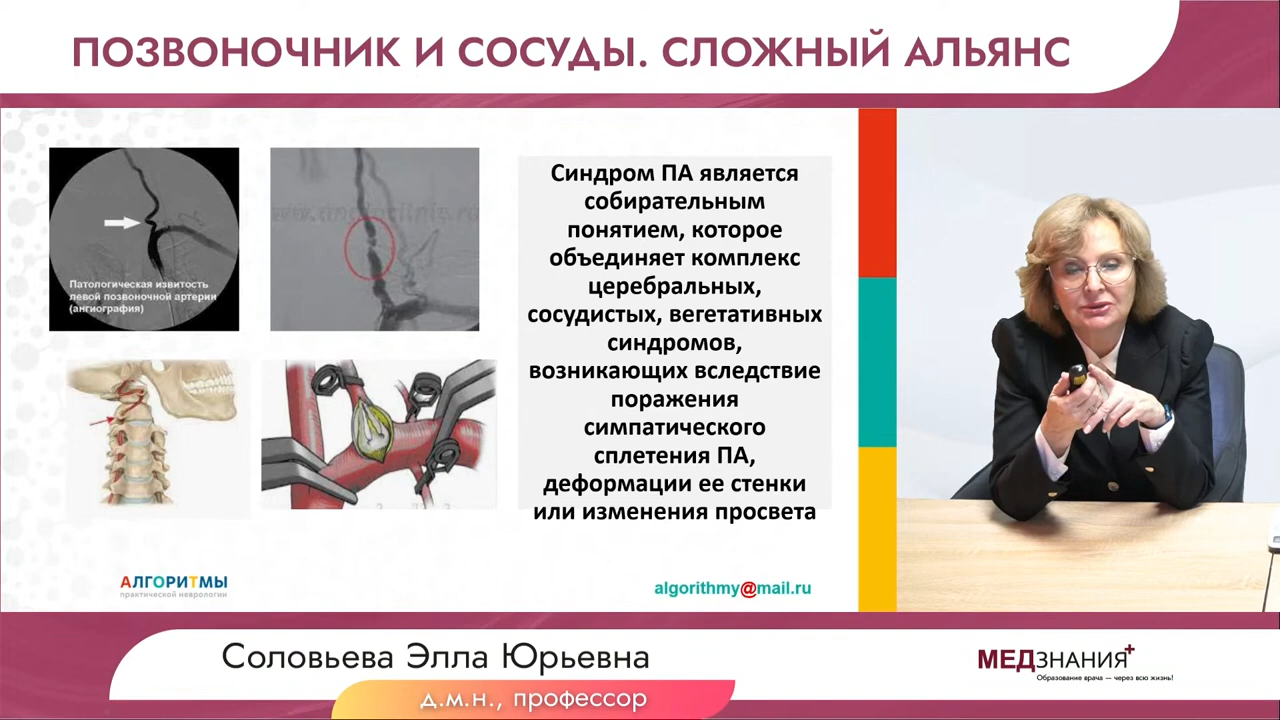 ПОЗВОНОЧНИК И СОСУДЫ. СЛОЖНЫЙ АЛЬЯНС
Патологическая извитость
левой позвоночной артерии
(ангиография)
Синдром ПА является
собирательным
понятием, которое
объединяет комплекс
церебральных,
сосудистых, вегетативных
синдромов,
возникающих вследствие
поражения
симпатического
сплетения ПА,
деформации ее стенки
или изменения просвета
АЛГОРИТМЫ
практической неврологии
algorithmy@mail.ru
Соловьева Элла Юрьевна
д.м.н., профессор
МЕДЗНАНИЯ+
Образование врача — через всю жизнь!